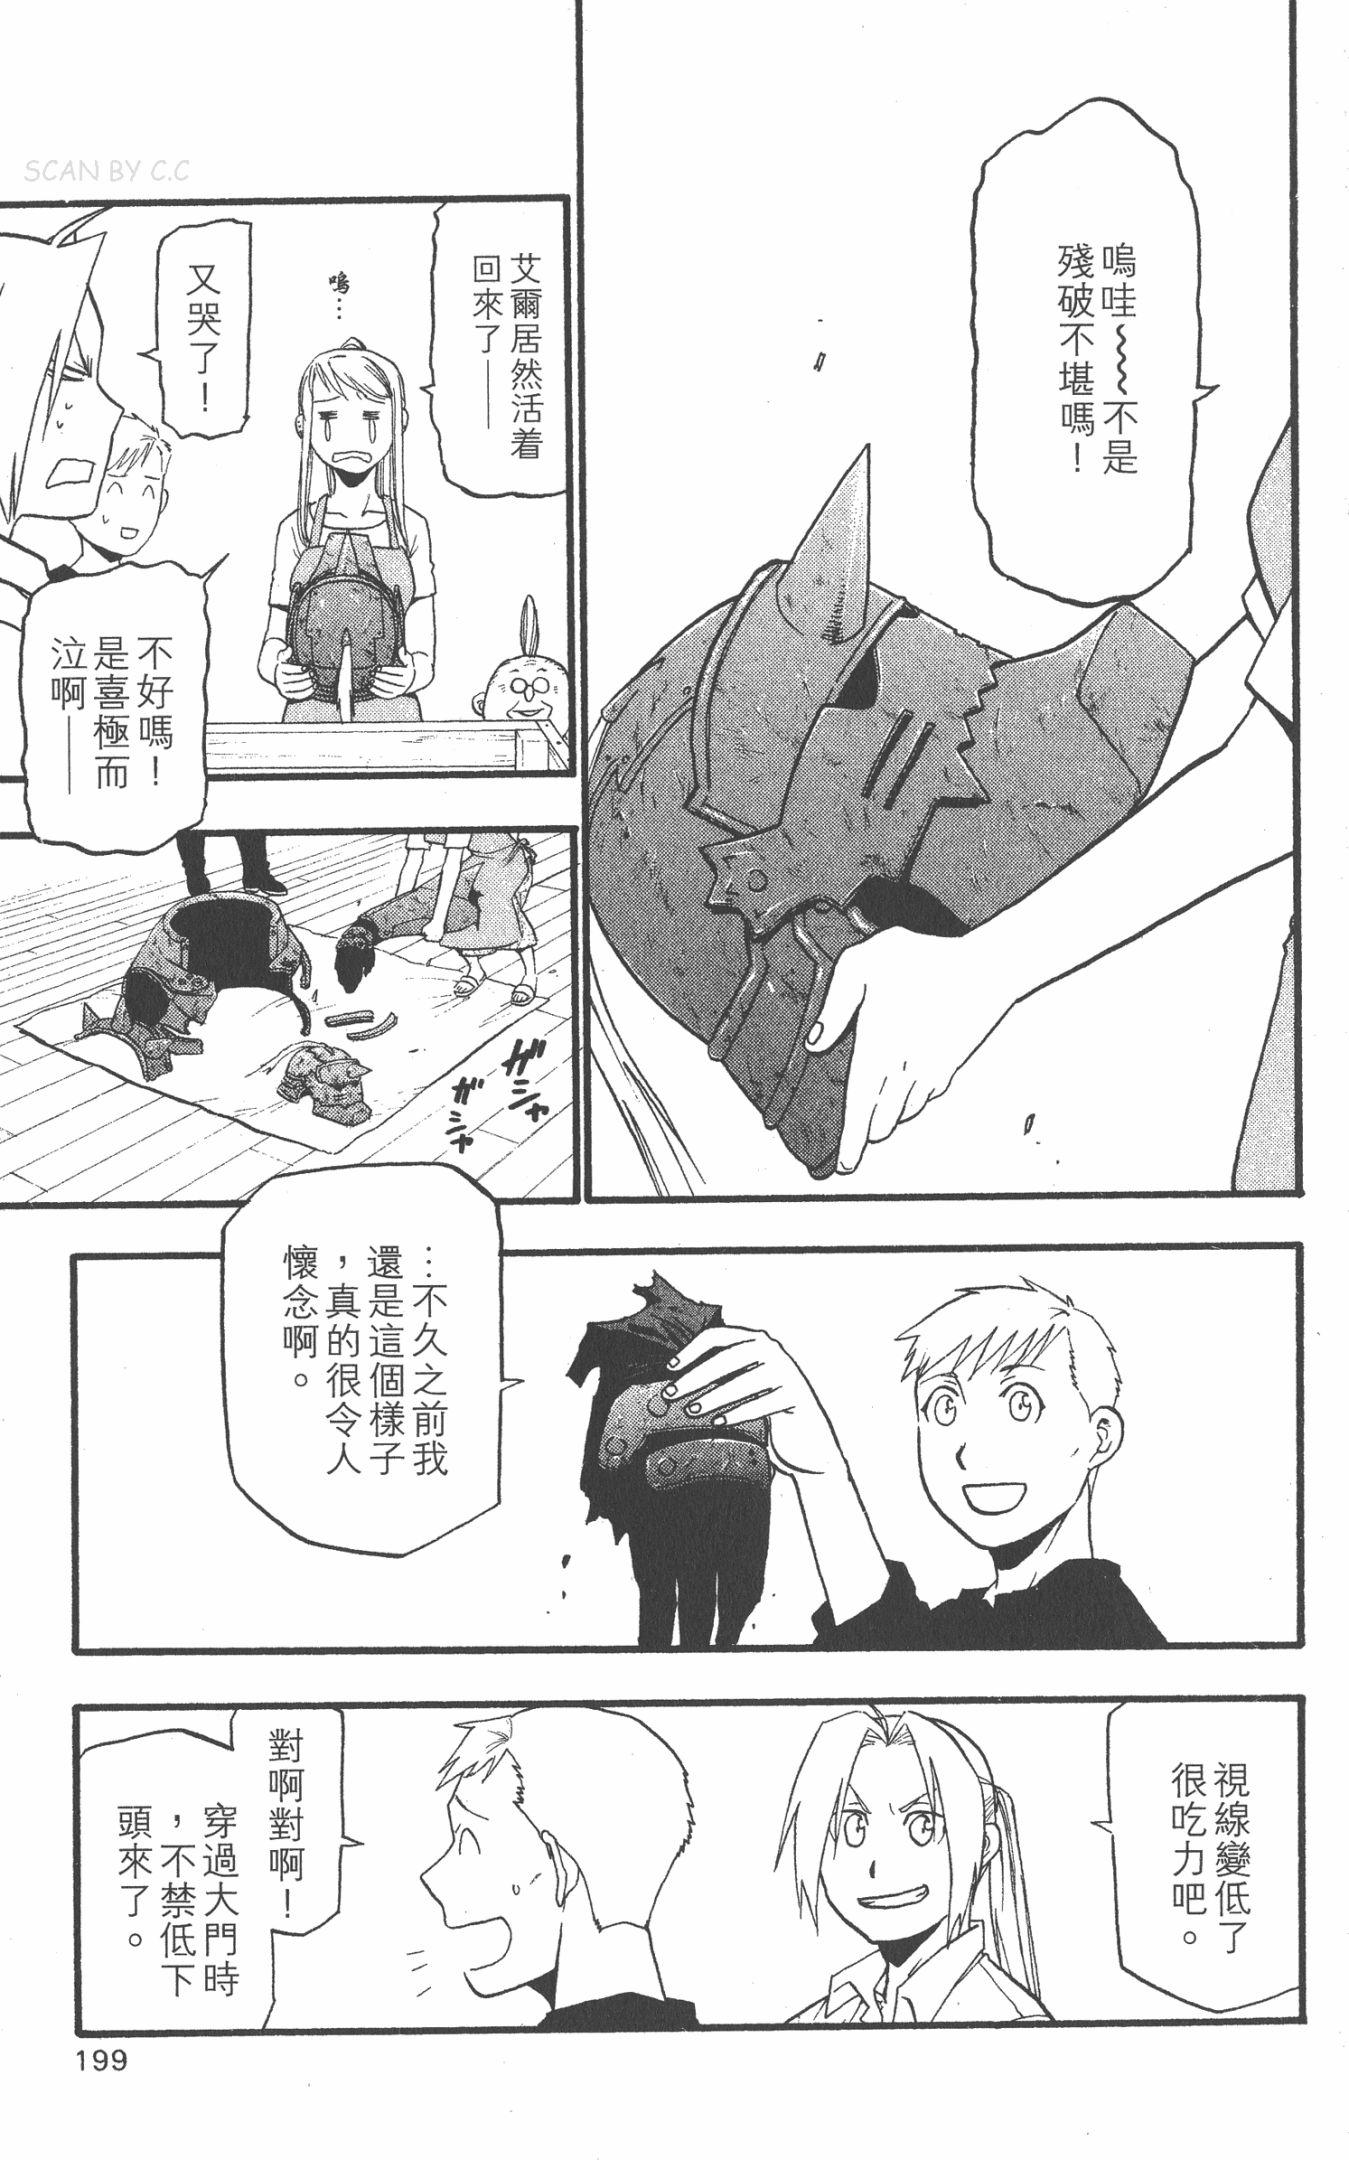 SCAN BY C.C
嗚哇~~~不是
殘破不堪嗎！
艾爾居然活着
回來了——
嗚…
又哭了！
不好嗎！
是喜極而
泣啊——
ガシャ
ガシャ
…不久之前我
還是這個樣子
，真的很令人
懷念啊。
視線變低了
很吃力吧。
對啊對啊！
穿過大門時
，不禁低下
頭來了。
199